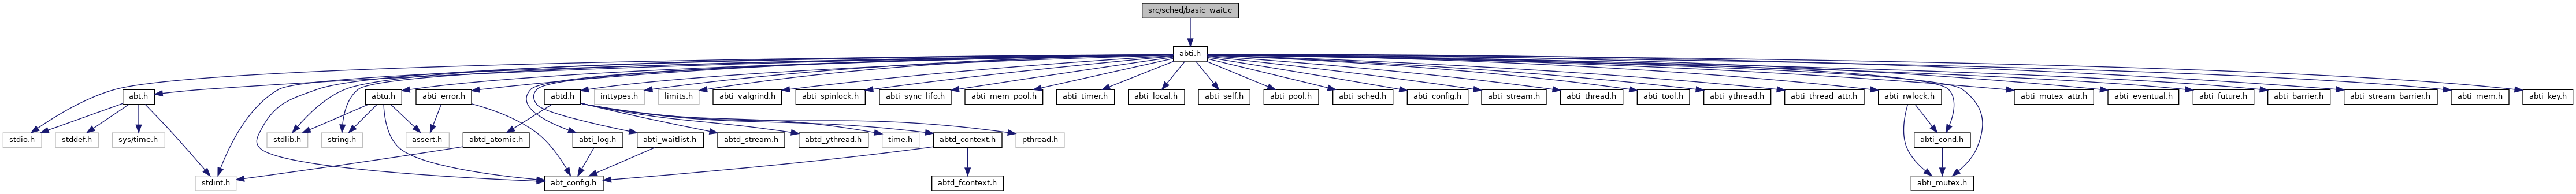 src/sched/basic_wait.c
abti.h
abt.h
abtu.h
abti_error.h
abtd.h
inttypes.h
limits.h
abti_valgrind.h
abti_spinlock.h
abti_sync_lifo.h
abti_mem_pool.h
abti_timer.h
abti_local.h
abti_self.h
abti_pool.h
abti_sched.h
abti_config.h
abti_stream.h
abti_thread.h
abti_tool.h
abti_ythread.h
abti_thread_attr.h
abti_rwlock.h
abti_mutex_attr.h
abti_eventual.h
abti_future.h
abti_barrier.h
abti_stream_barrier.h
abti_mem.h
abti_key.h
stdio.h
stddef.h
sys/time.h
stdlib.h
string.h
assert.h
abtd_atomic.h
abti_log.h
abti_waitlist.h
abtd_stream.h
abtd_ythread.h
time.h
abtd_context.h
pthread.h
abti_cond.h
stdint.h
abt_config.h
abtd_fcontext.h
abti_mutex.h